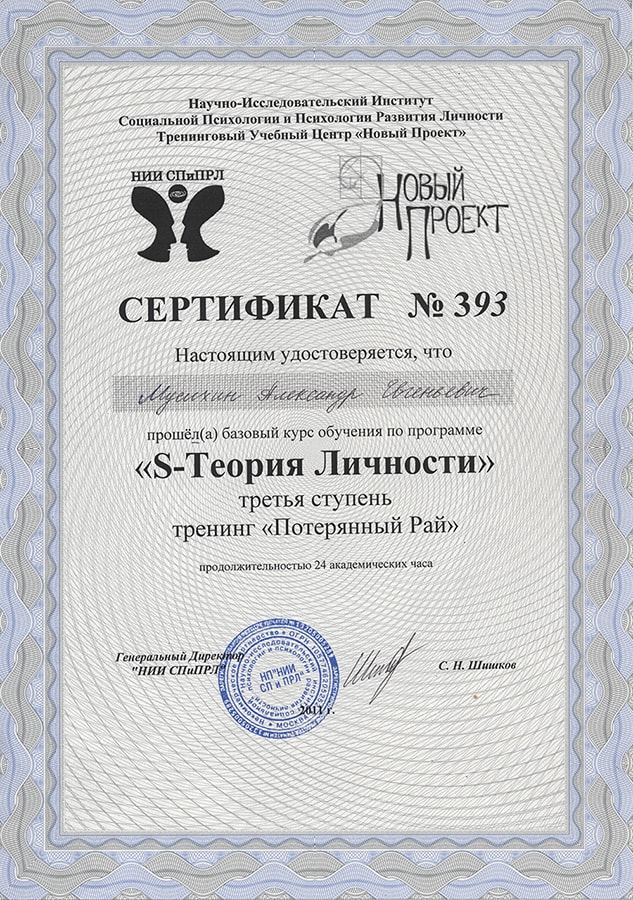 Научно-Исследовательский Институт
Социальной Психологии и Психологии Развития Личности
Тренинговый Учебный Центр «Новый Проект»
НИИ СПиПРЛ
НОВЫЙ
ПРОЕКТ
СЕРТИФИКАТ № 393
Настоящим удостоверяется, что
Мусихин Александр Евгеньевич
прошёл(а) базовый курс обучения по программе
«S-Теория Личности»
третья ступень
тренинг «Потерянный Рай»
продолжительностью 24 академических часа
Генеральный Директор
"НИИ СПиПРЛ"
НП"НИИ
СП и ПРЛ"
МОСКВА
С. Н. Шишков
2011 г.